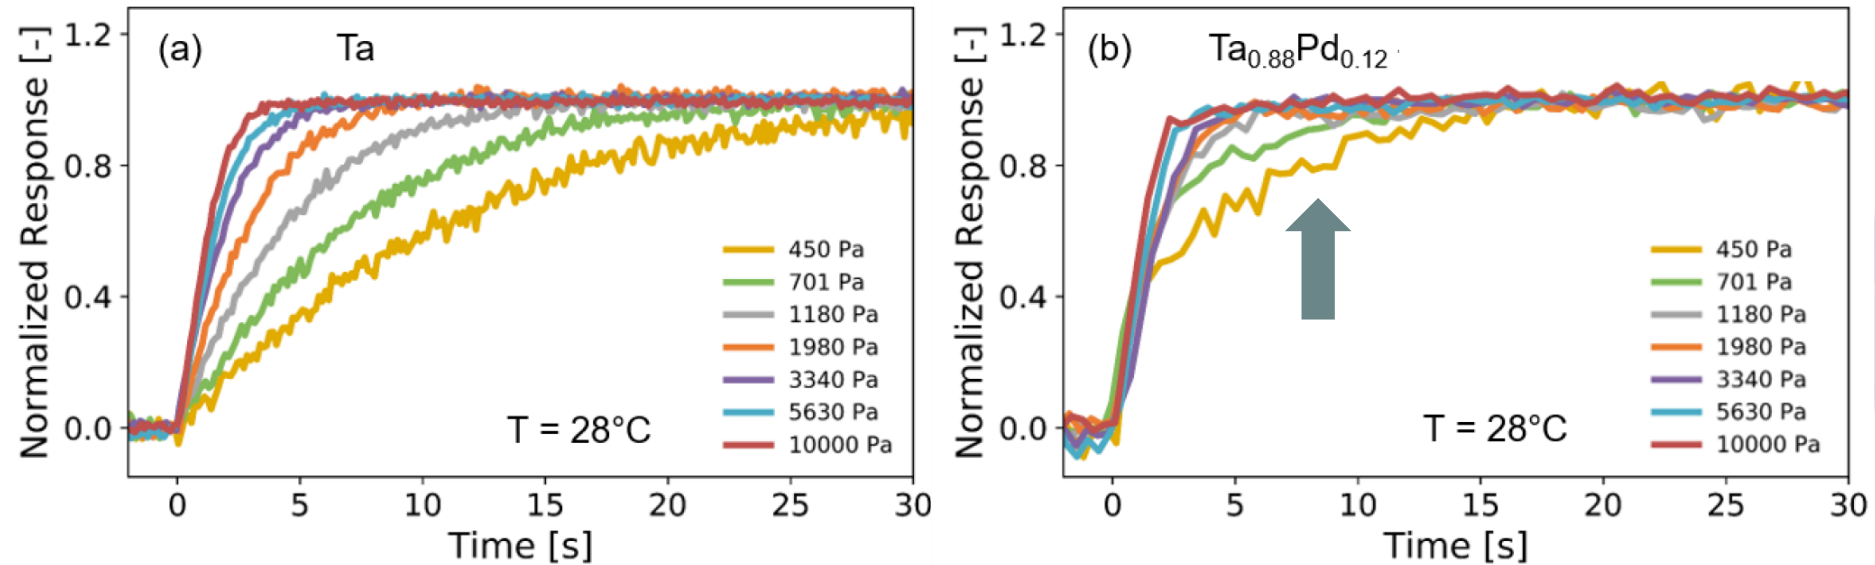 (a) Ta
Normalized Response [-]
1.2
0.8
0.4
0.0
450 Pa
701 Pa
1180 Pa
1980 Pa
3340 Pa
5630 Pa
10000 Pa
T = 28°C
0 5 10 15 20 25 30
Time [s]
(b) Ta0.88Pd0.12
Normalized Response [-]
1.2
0.8
0.4
0.0
450 Pa
701 Pa
1180 Pa
1980 Pa
3340 Pa
5630 Pa
10000 Pa
T = 28°C
0 5 10 15 20 25 30
Time [s]